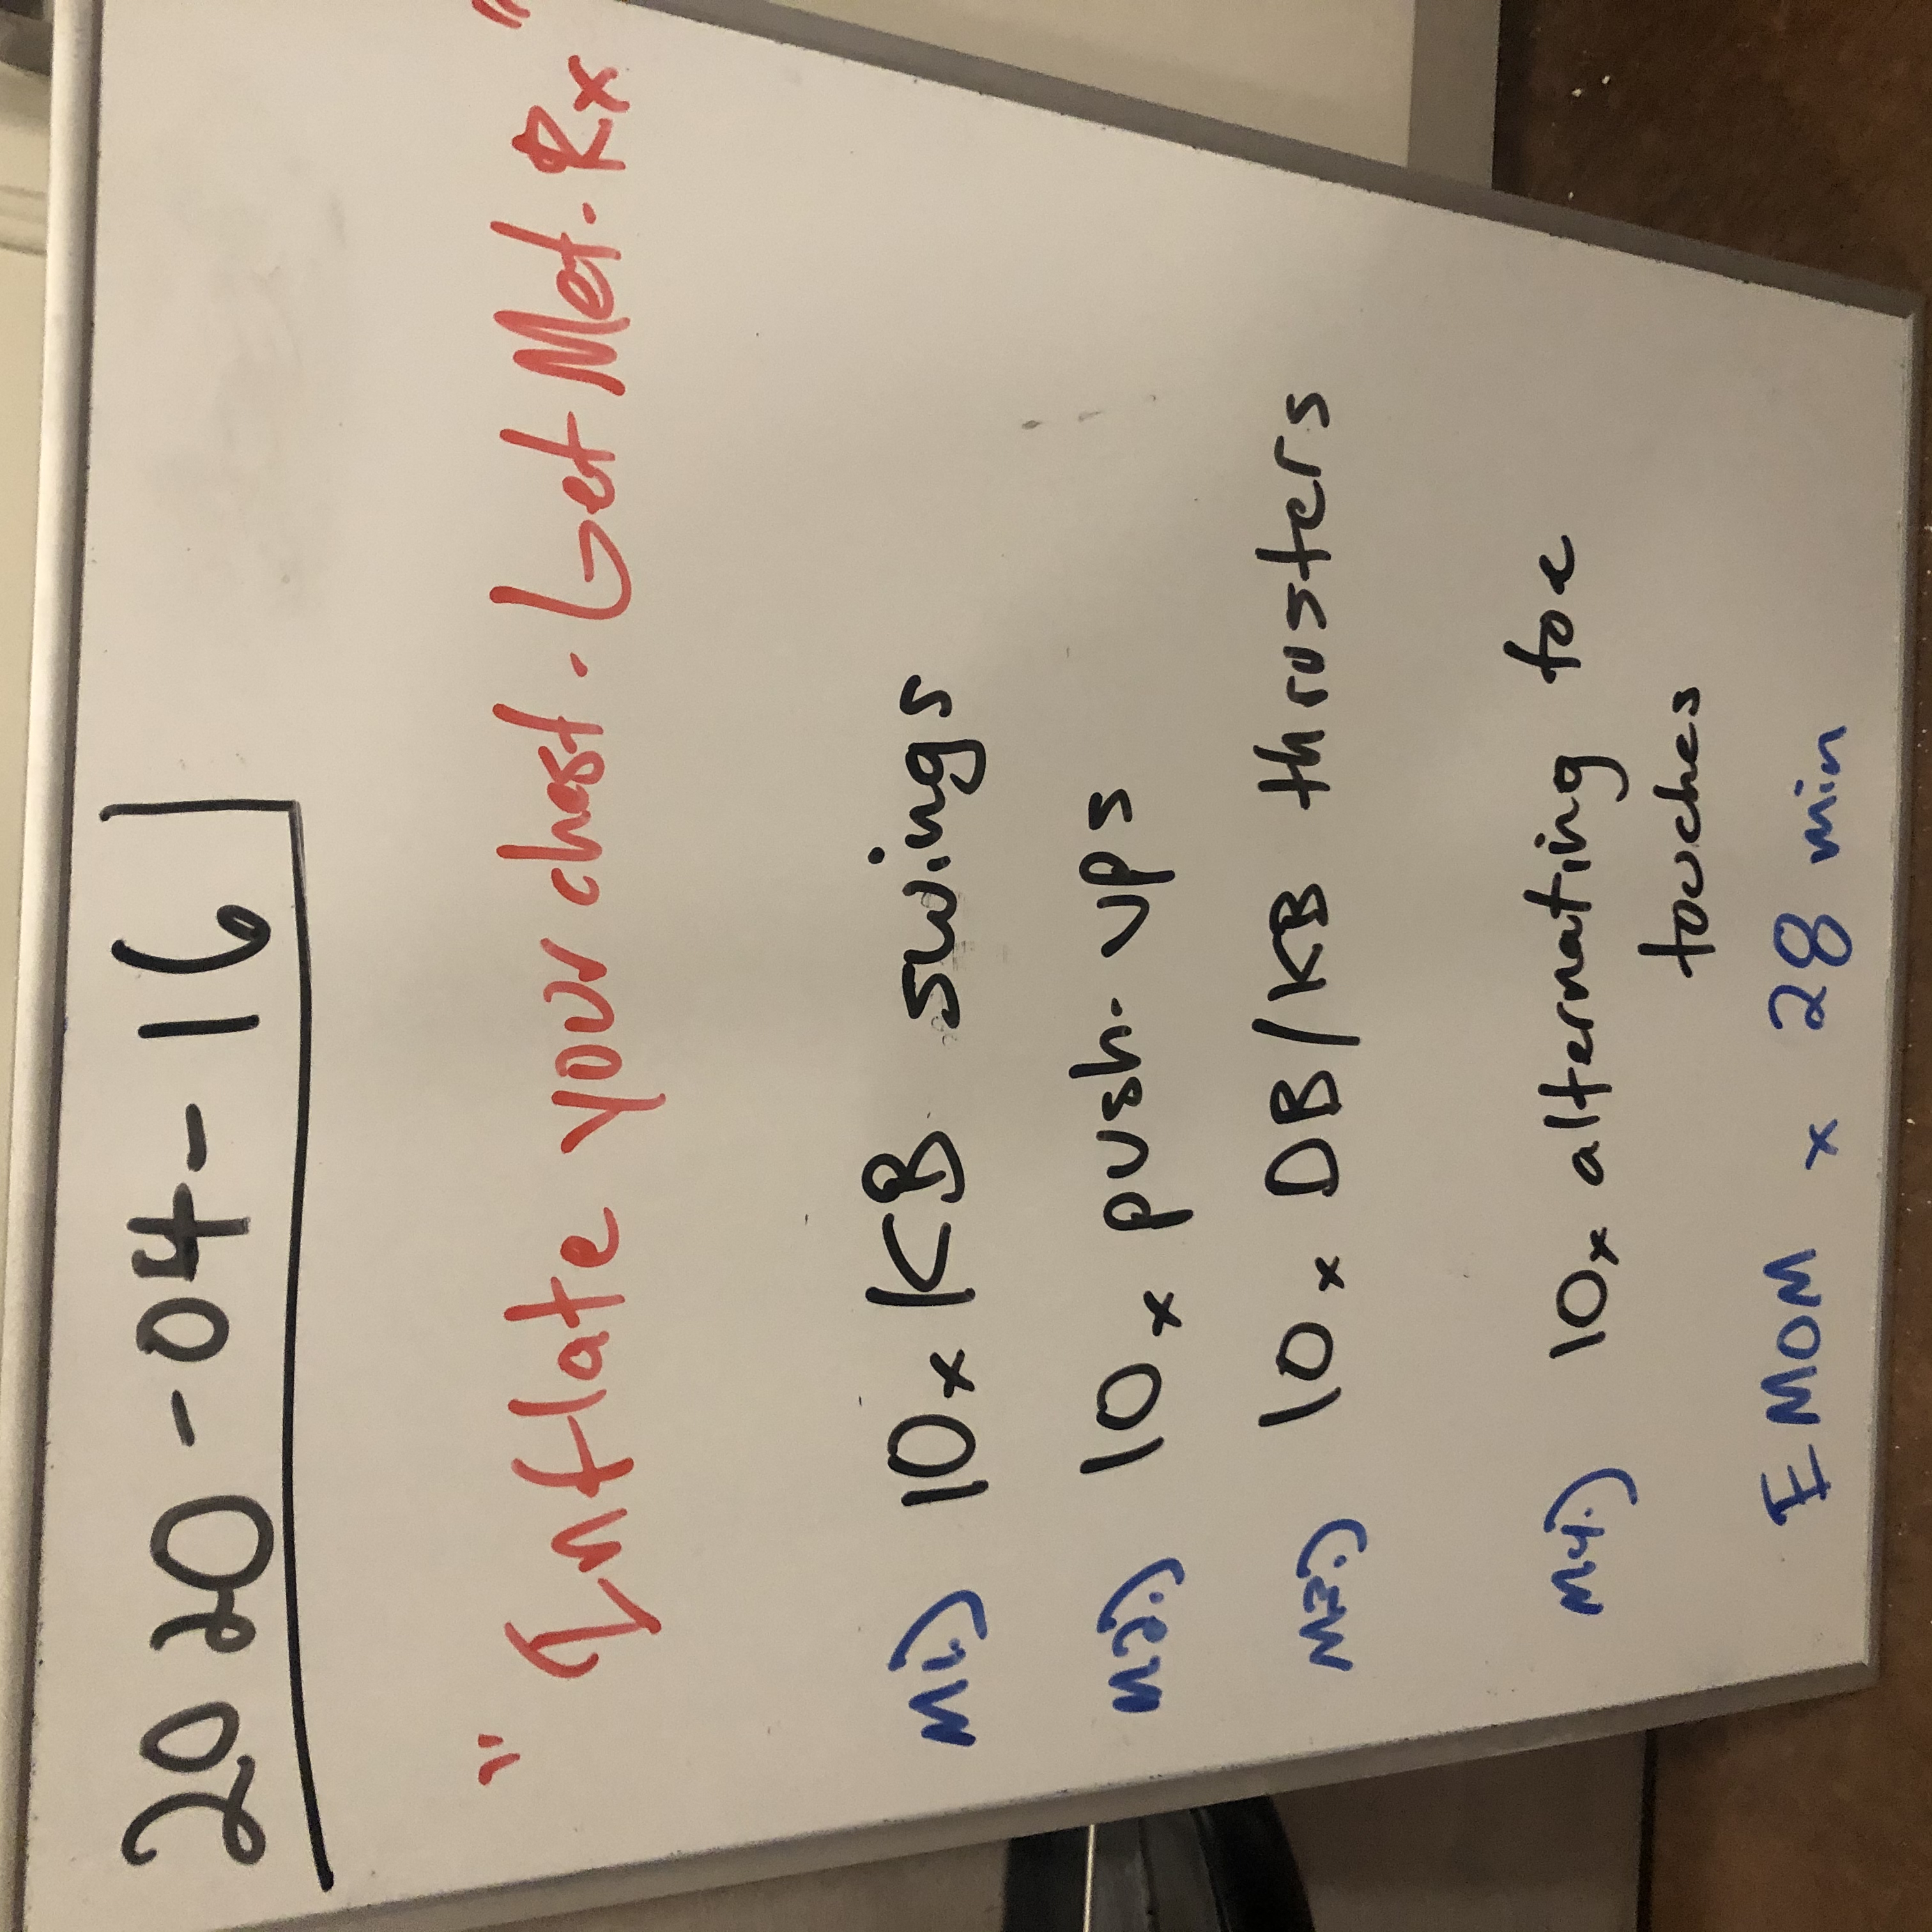 2020-04-16
"Inflate your chest. Get Met-Rx"
M1.) 10x KB swings
M2.) 10x push-ups
M3.) 10x DB/KB thrusters
M4.) 10x alternating toe
touches
EMOM x 28 min